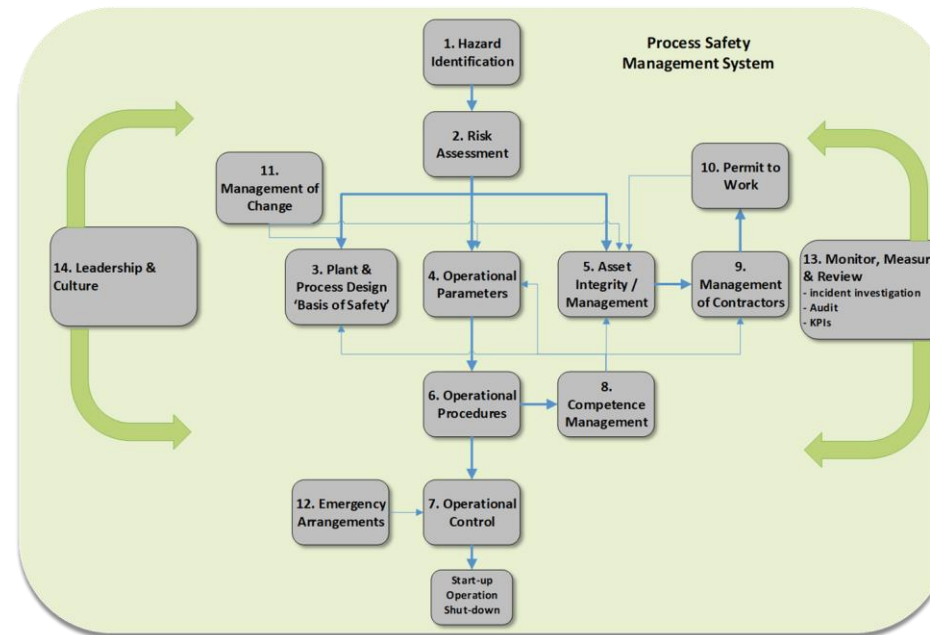 1. Hazard
Identification
Process Safety
Management System
2. Risk
Assessment
11.
Management of
Change
10. Permit to
Work
14. Leadership &
Culture
3. Plant &
Process Design
‘Basis of Safety’
4. Operational
Parameters
5. Asset
Integrity /
Management
9.
Management
of Contractors
13. Monitor, Measure
& Review
- incident investigation
- Audit
- KPIs
6. Operational
Procedures
8.
Competence
Management
12. Emergency
Arrangements
7. Operational
Control
Start-up
Operation
Shut-down